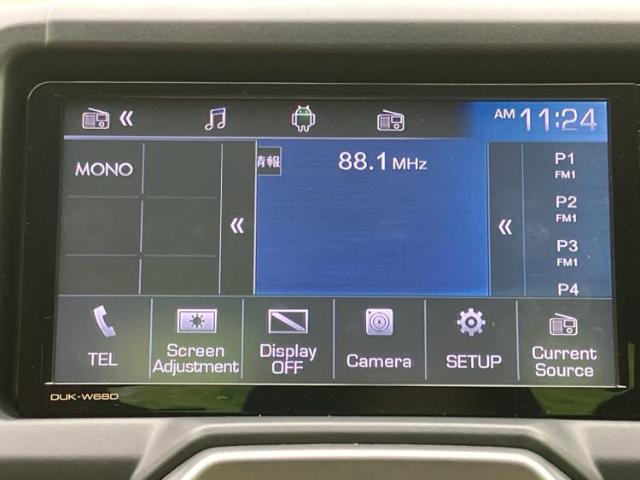 AM 11:24
MONO
情報
88.1 MHz
P1
FM1
P2
FM1
P3
FM1
P4
TEL
Screen
Adjustment
Display
OFF
Camera
SETUP
Current
Source
DUK-W68D